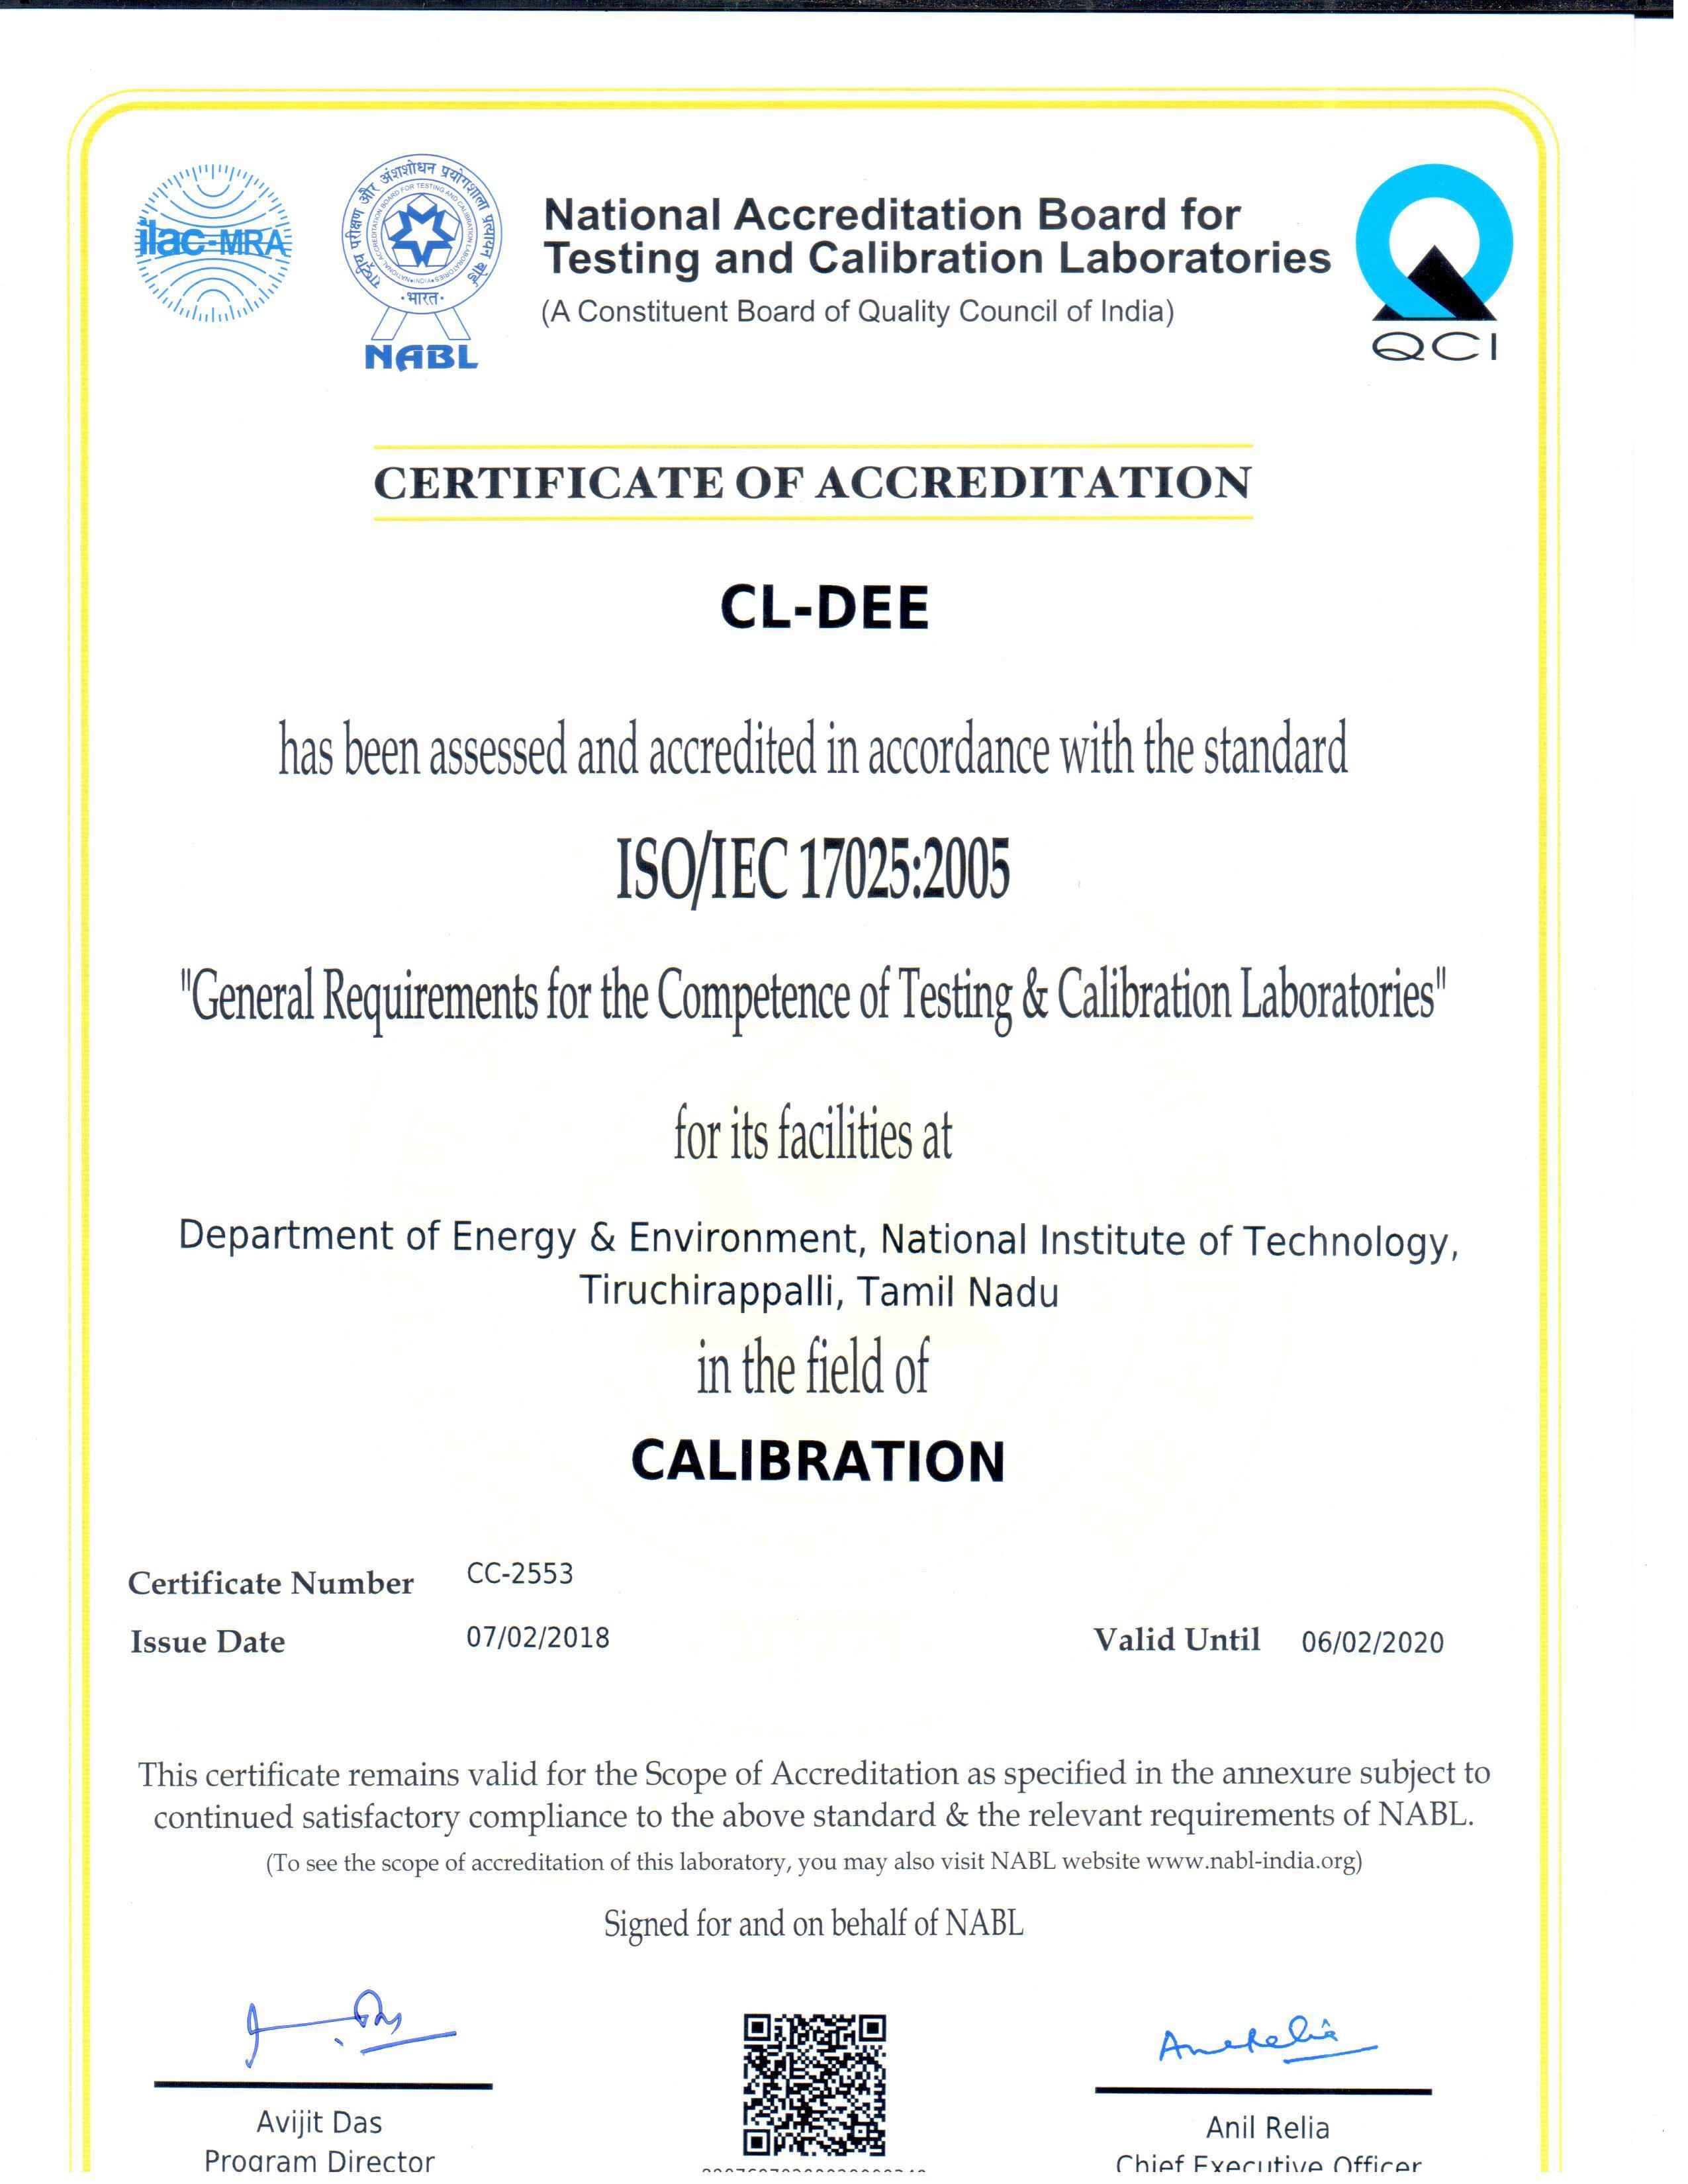 ilac-MRA
राष्ट्रीय परीक्षण और अंशशोधन प्रयोगशाला प्रत्यायन बोर्ड
NATIONAL ACCREDITATION BOARD FOR TESTING AND CALIBRATION LABORATORIES
INDIA
भारत
NABL
National Accreditation Board for
Testing and Calibration Laboratories
(A Constituent Board of Quality Council of India)
QCI
CERTIFICATE OF ACCREDITATION
CL-DEE
has been assessed and accredited in accordance with the standard
ISO/IEC 17025:2005
"General Requirements for the Competence of Testing & Calibration Laboratories"
for its facilities at
Department of Energy & Environment, National Institute of Technology,
Tiruchirappalli, Tamil Nadu
in the field of
CALIBRATION
Certificate Number CC-2553
Issue Date 07/02/2018 Valid Until 06/02/2020
This certificate remains valid for the Scope of Accreditation as specified in the annexure subject to
continued satisfactory compliance to the above standard & the relevant requirements of NABL.
(To see the scope of accreditation of this laboratory, you may also visit NABL website www.nabl-india.org)
Signed for and on behalf of NABL
Avijit Das
Program Director
Anil Relia
Chief Executive Officer